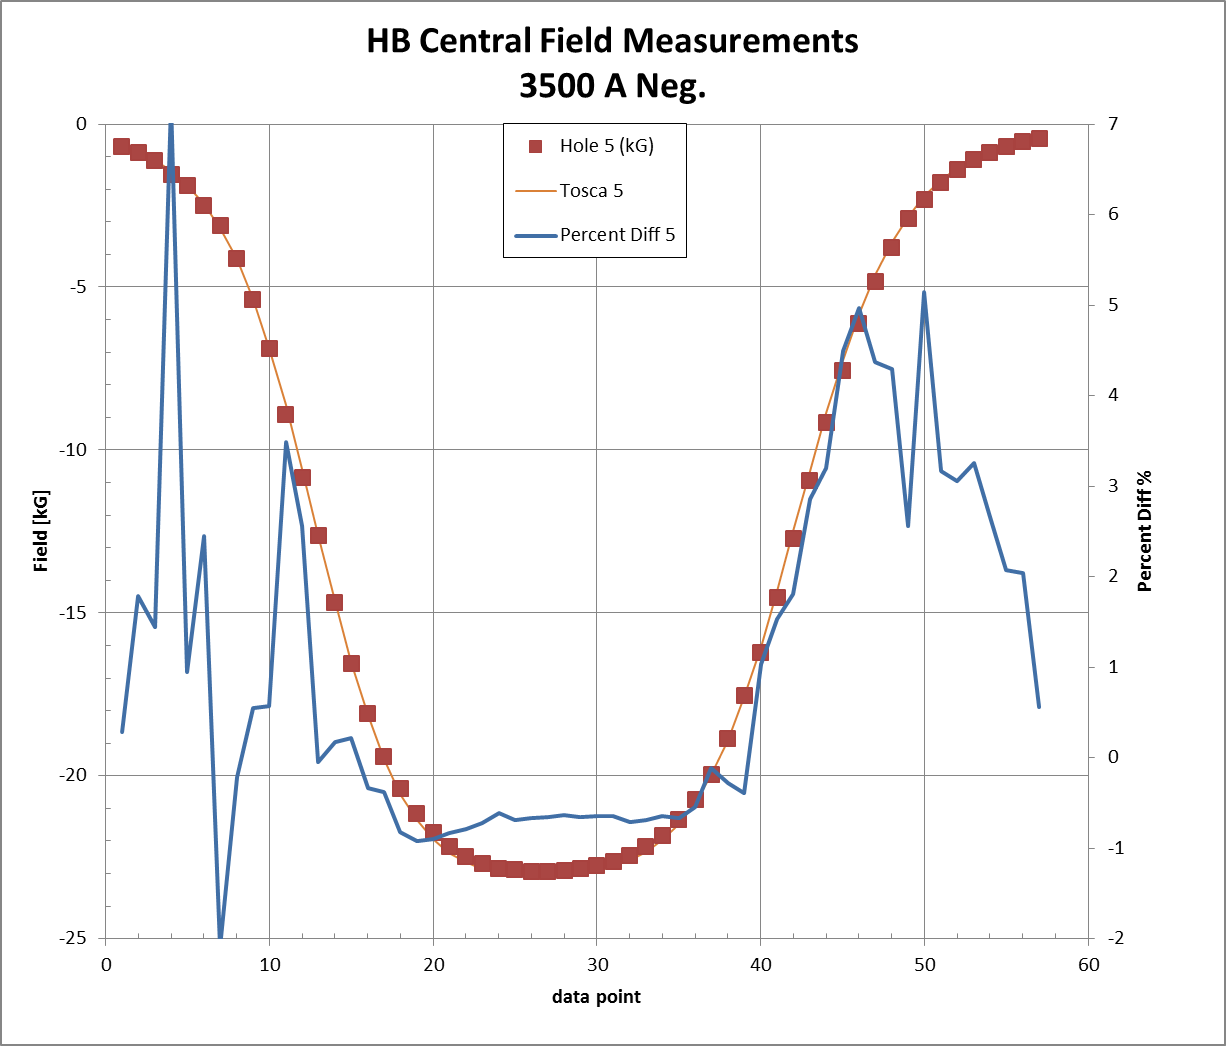 HB Central Field Measurements
3500 A Neg.
Hole 5 (kG)
Tosca 5
Percent Diff 5
0
-5
-10
-15
-20
-25
Field [kG]
7
6
5
4
3
2
1
0
-1
-2
Percent Diff %
0 10 20 30 40 50 60
data point